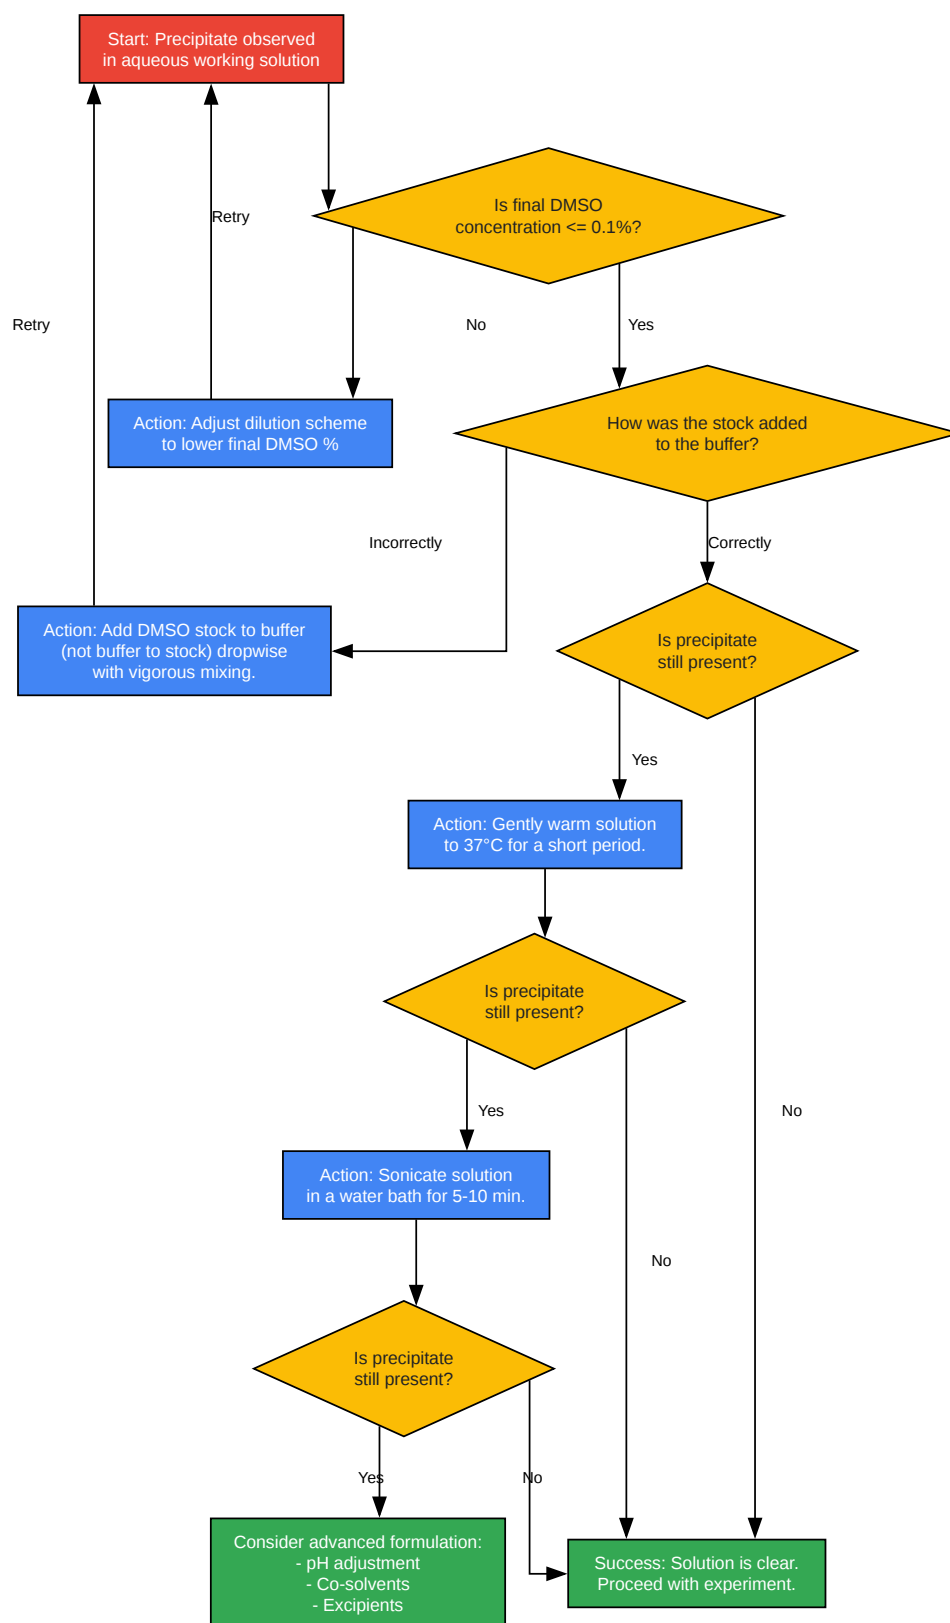 Start: Precipitate observed
in aqueous working solution
Is final DMSO
concentration <= 0.1%?
Retry
Retry
No
Yes
Action: Adjust dilution scheme
to lower final DMSO %
How was the stock added
to the buffer?
Incorrectly
Correctly
Action: Add DMSO stock to buffer
(not buffer to stock) dropwise
with vigorous mixing.
Is precipitate
still present?
Yes
Action: Gently warm solution
to 37°C for a short period.
Is precipitate
still present?
Yes
No
Action: Sonicate solution
in a water bath for 5-10 min.
No
Is precipitate
still present?
Yes
No
Consider advanced formulation:
- pH adjustment
- Co-solvents
- Excipients
Success: Solution is clear.
Proceed with experiment.